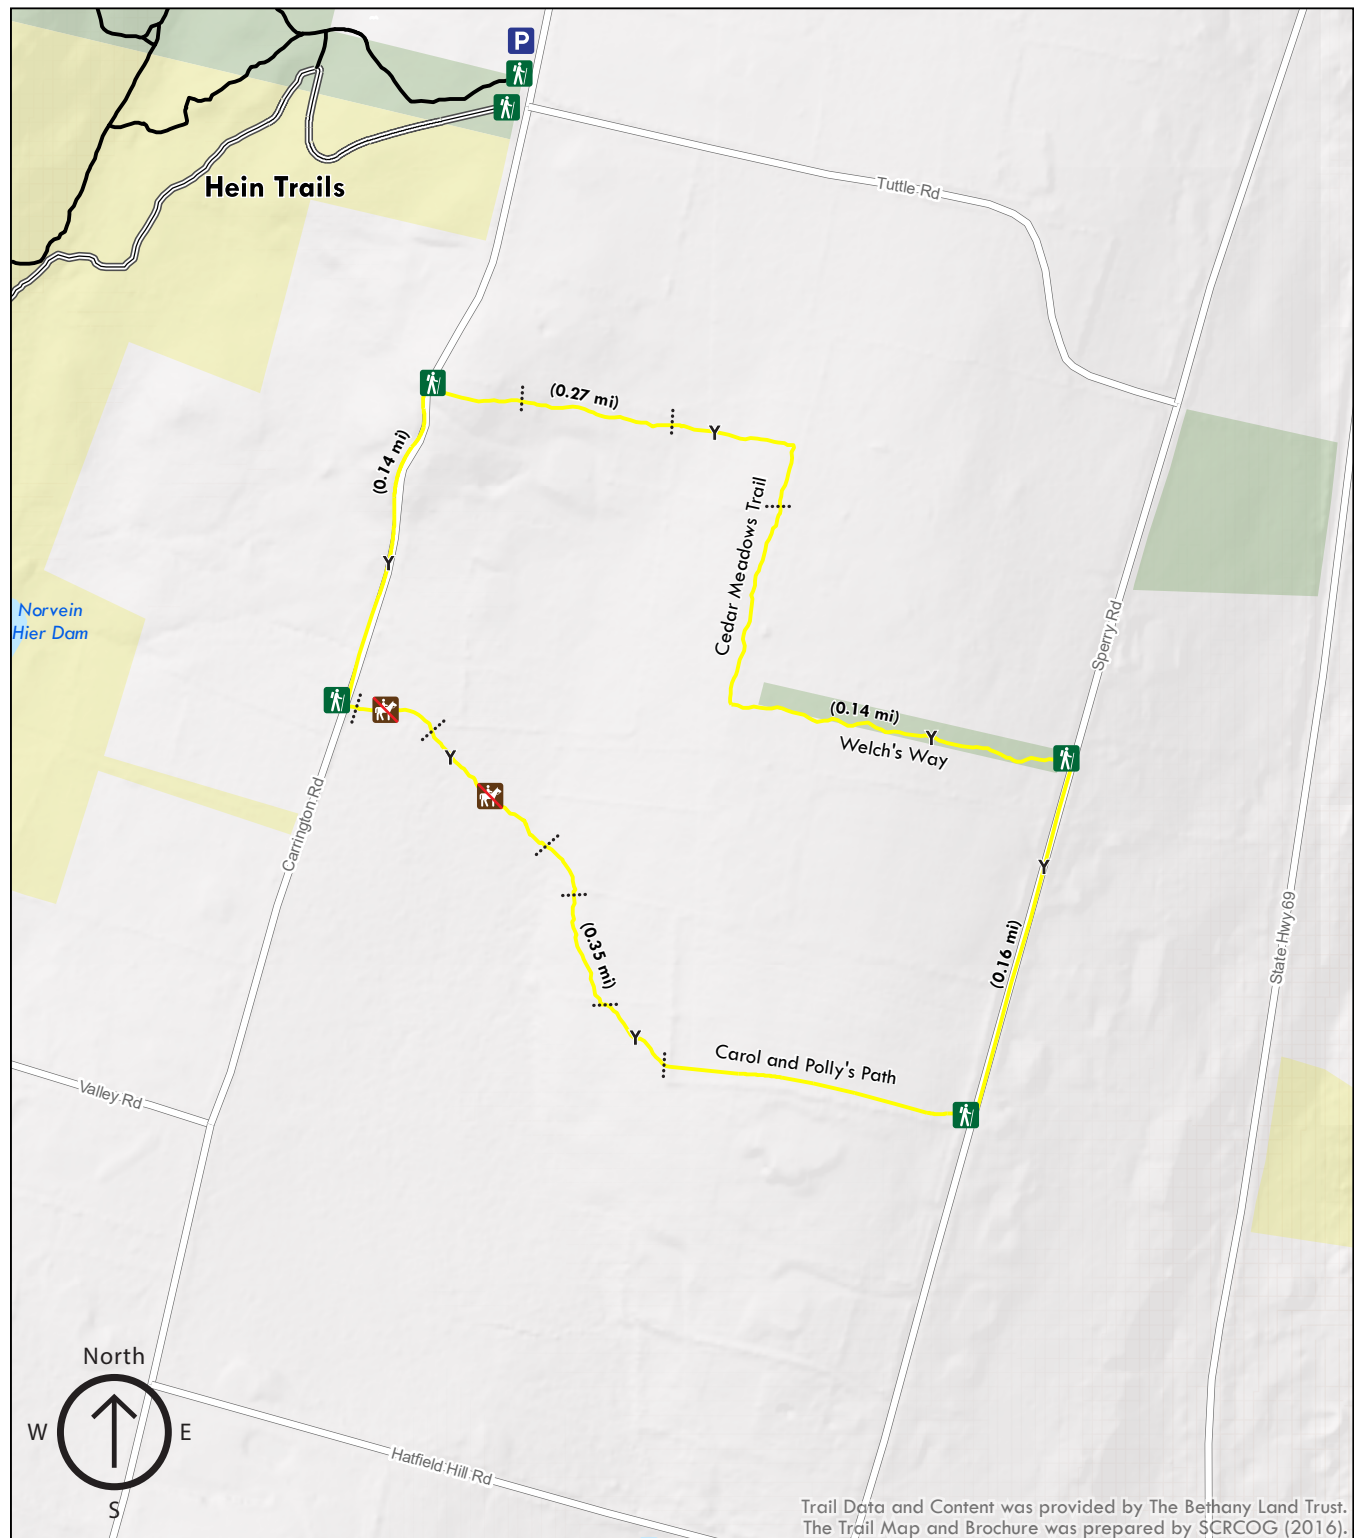 P
Hein Trails
Tuttle Rd
(0.27 mi)
Y
(0.14 mi)
Y
Cedar Meadows Trail
Norvein
Hier Dam
Sperry Rd
(0.14 mi)
Y
Welch's Way
Y
Carrington Rd
Y
(0.16 mi)
State Hwy 69
(0.35 mi)
Y
Carol and Polly's Path
Valley Rd
North
W
E
S
Hatfield Hill Rd
Trail Data and Content was provided by The Bethany Land Trust.
The Trail Map and Brochure was prepared by SCRCOG (2016).